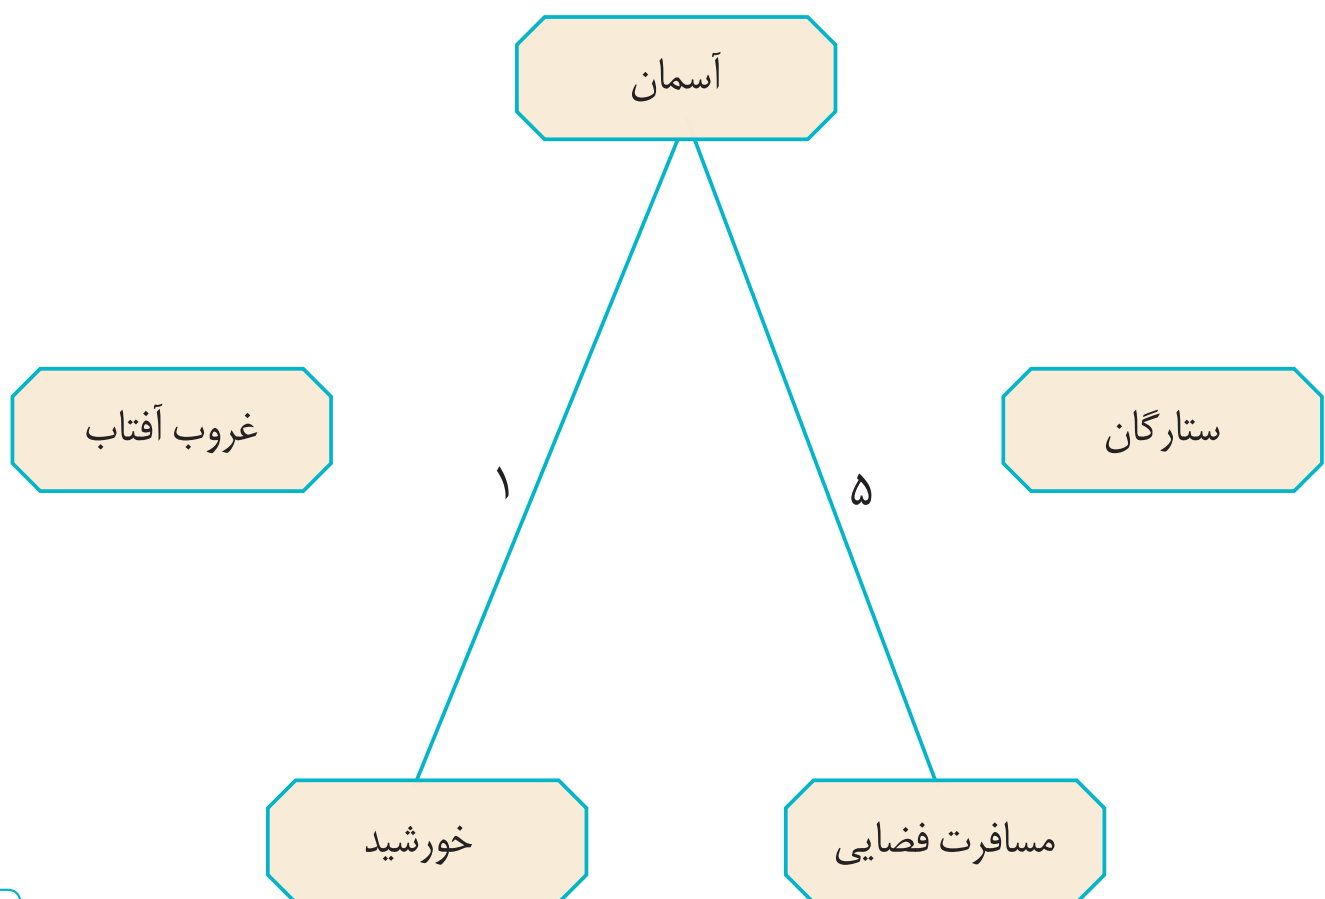 آسمان
ستارگان
غروب آفتاب
۵
۱
مسافرت فضایی
خورشید